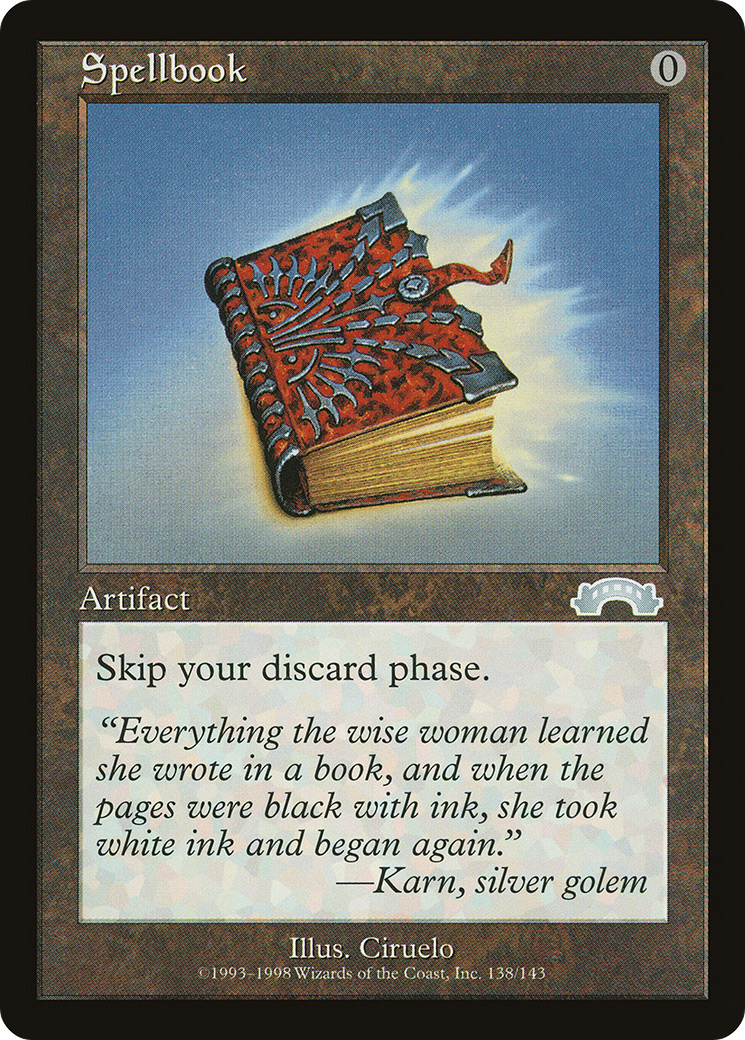 Spellbook 0
Artifact
Skip your discard phase.
“Everything the wise woman learned
she wrote in a book, and when the
pages were black with ink, she took
white ink and began again.”
—Karn, silver golem
Illus. Ciruelo
©1993–1998 Wizards of the Coast, Inc. 138/143